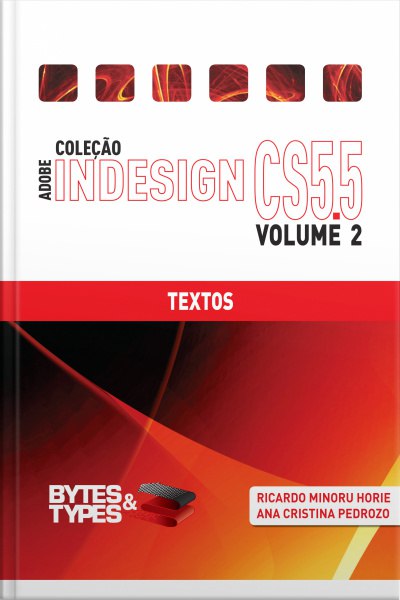 COLEÇÃO
ADOBE INDESIGN CS5.5
VOLUME 2
TEXTOS
BYTES &
TYPES
RICARDO MINORU HORIE
ANA CRISTINA PEDROZO